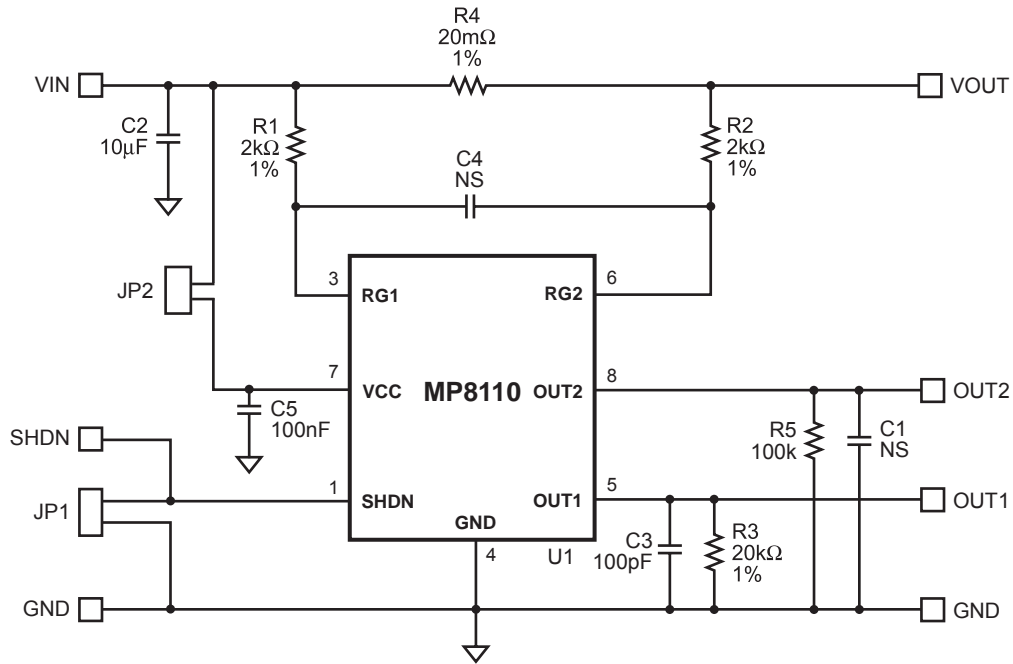 R4
20mΩ
1%
VIN
VOUT
C2
10µF
R1
2kΩ
1%
R2
2kΩ
1%
C4
NS
JP2
3
RG1
RG2
6
7
VCC
MP8110
OUT2
8
OUT2
C5
100nF
R5
100k
C1
NS
SHDN
JP1
1
SHDN
OUT1
5
OUT1
GND
4
U1
C3
100pF
R3
20kΩ
1%
GND
GND